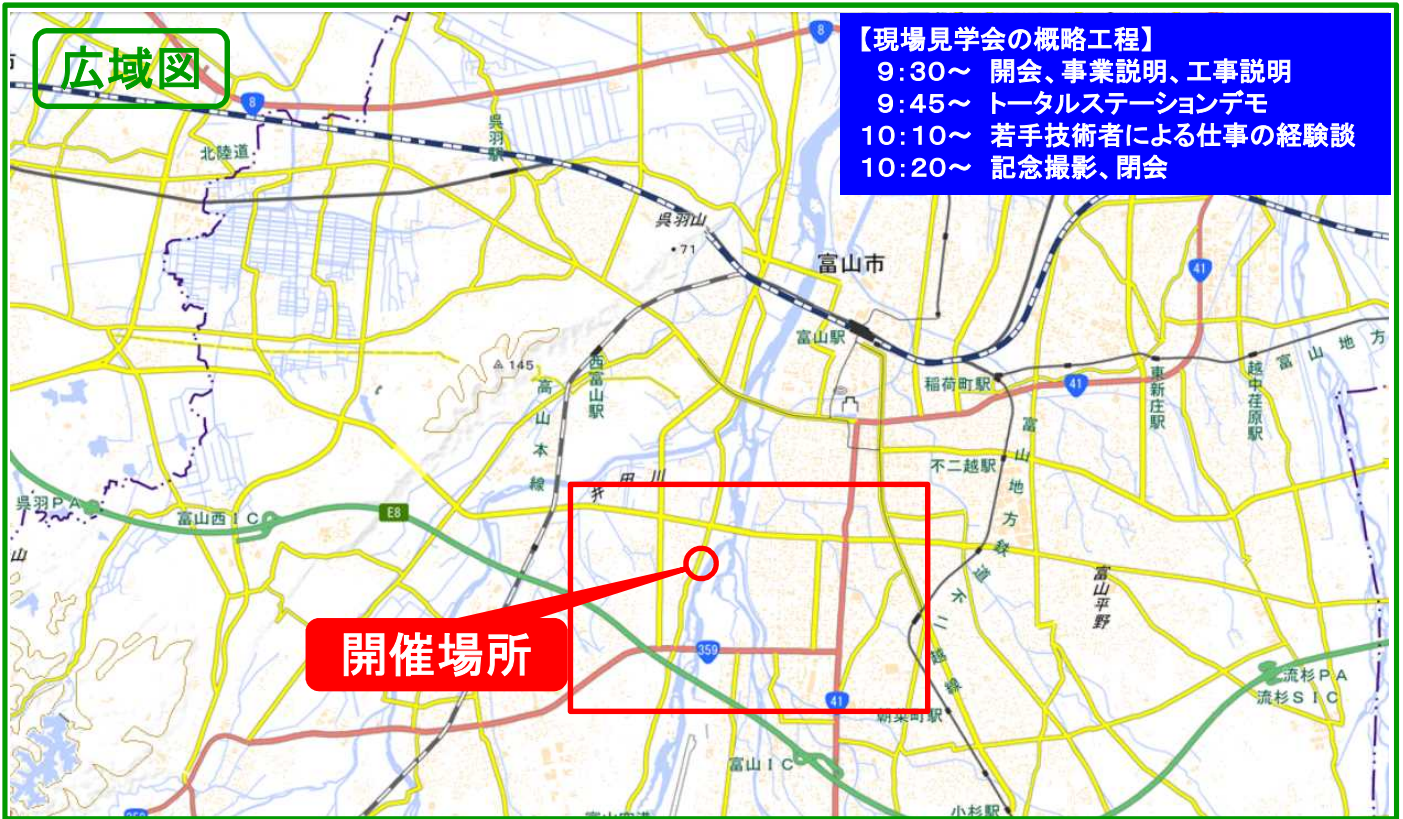 広域図
【現場見学会の概略工程】
9:30～ 開会、事業説明、工事説明
9:45～ トータルステーションデモ
10:10～ 若手技術者による仕事の経験談
10:20～ 記念撮影、閉会
8
8
呉羽駅
北陸道
呉羽山
・71
富山市
41
富山駅
145
西富山駅
高山本線
稲荷町駅
41
東新庄駅
越中荏原駅
富山地方
不二越駅
富山地方鉄道不二越線
井田川
呉羽PA
富山西IC
E8
山
富山平野
開催場所
359
流杉PA
流杉SIC
41
朝菜町駅
富山IC
小杉駅